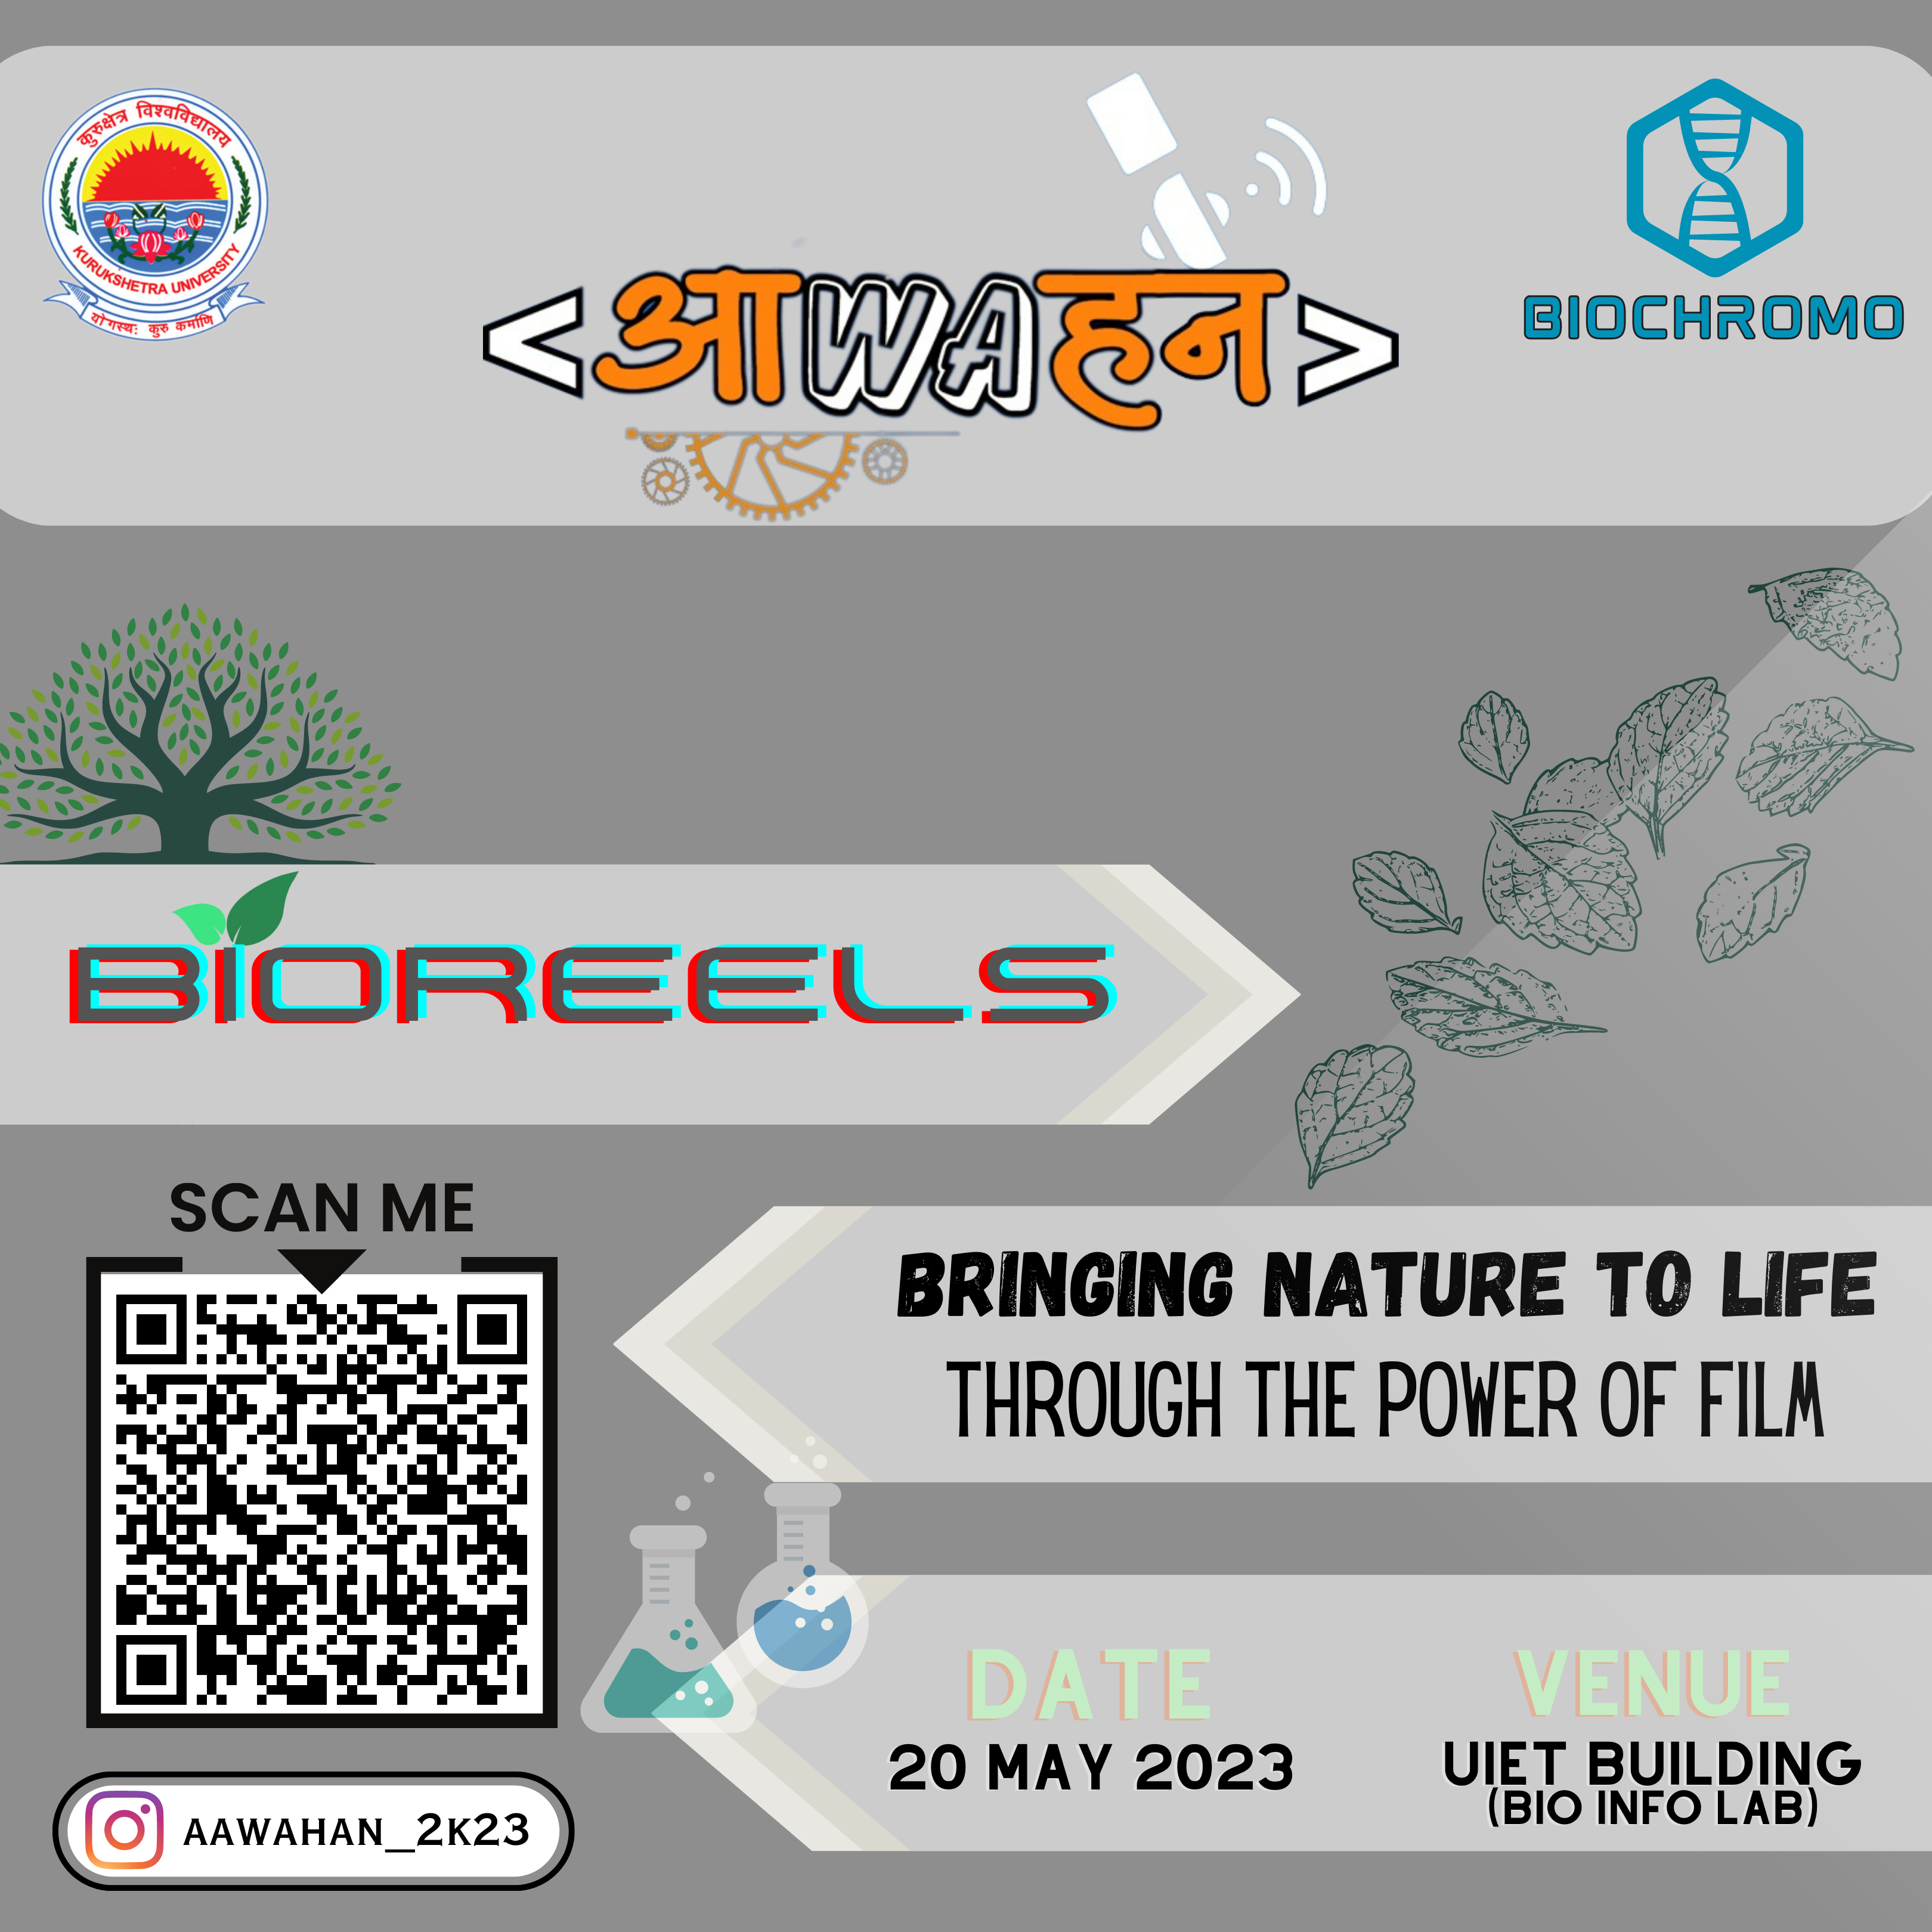 कुरुक्षेत्र विश्वविद्यालय
KURUKSHETRA UNIVERSITY
योगस्थः कुरु कर्माणि
<आWAहन>
BIOCHROMO
BIOREELS
SCAN ME
BRINGING NATURE TO LIFE
THROUGH THE POWER OF FILM
DATE
20 MAY 2023
VENUE
UIET BUILDING
(BIO INFO LAB)
AAWAHAN_2K23